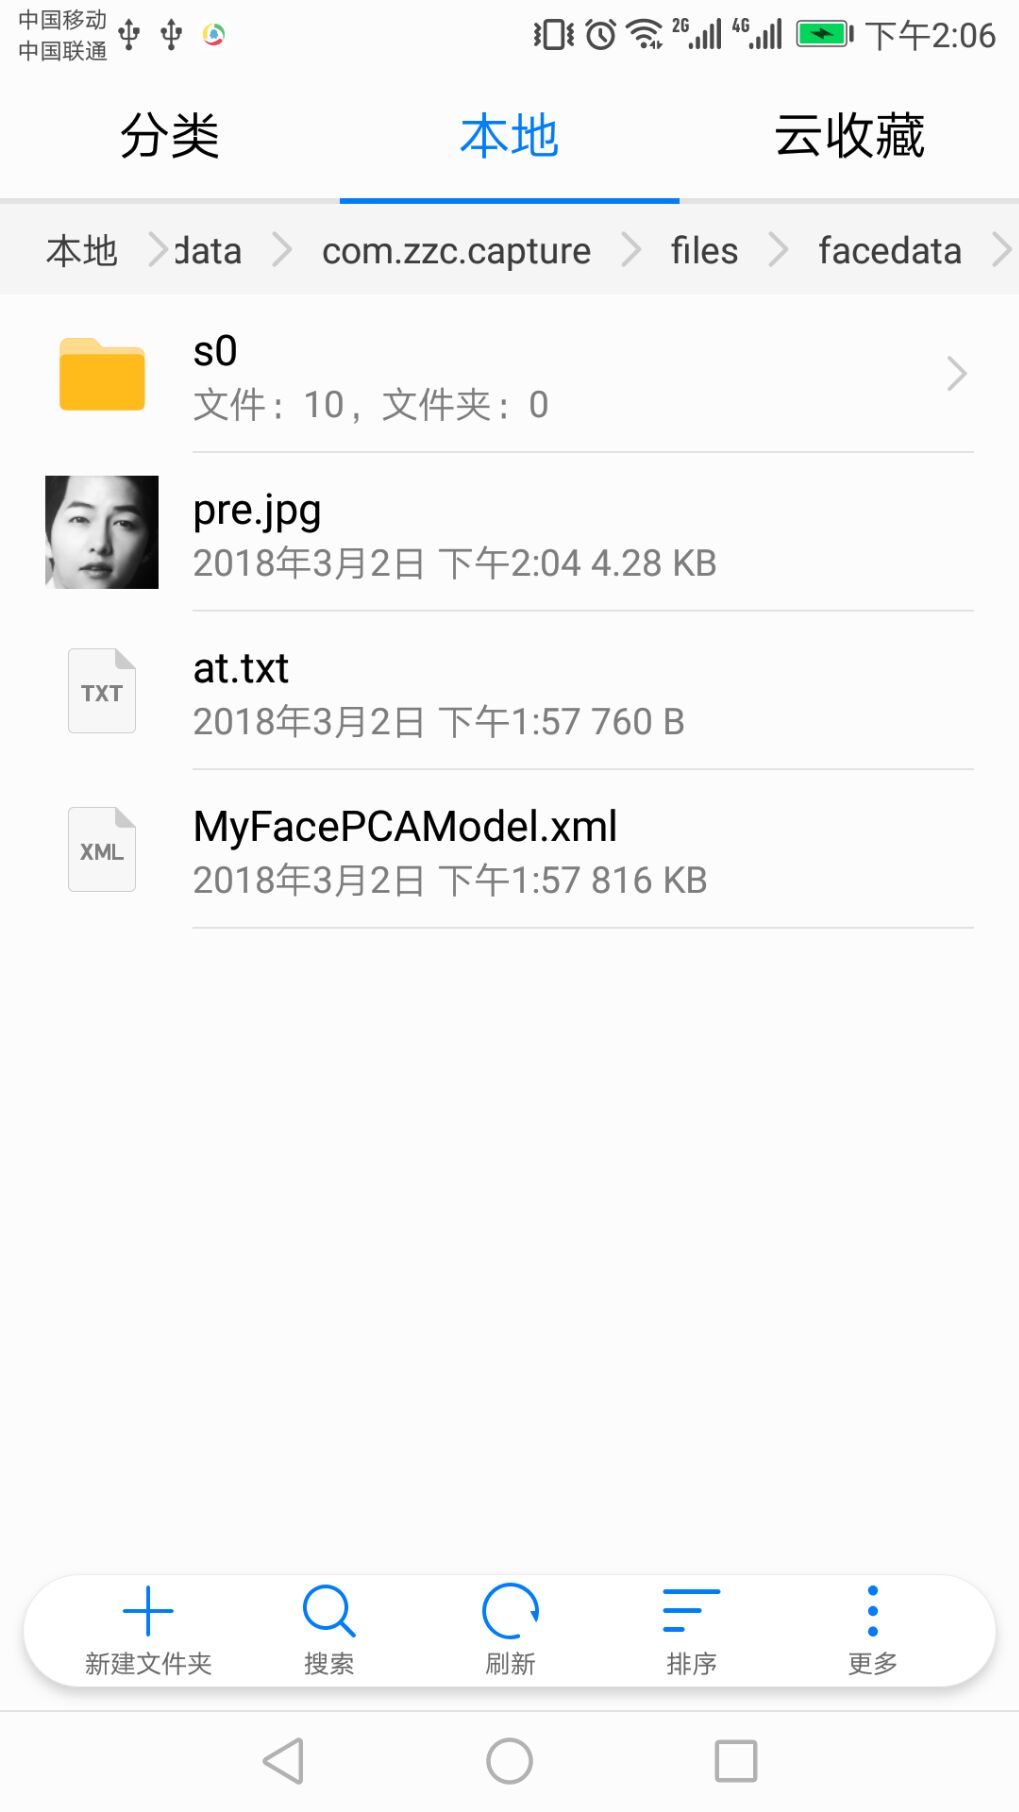 中国移动
中国联通
2G
4G
下午2:06
分类
本地
云收藏
本地
data
com.zzc.capture
files
facedata
s0
文件：10，文件夹：0
pre.jpg
2018年3月2日 下午2:04 4.28 KB
TXT
at.txt
2018年3月2日 下午1:57 760 B
XML
MyFacePCAModel.xml
2018年3月2日 下午1:57 816 KB
新建文件夹
搜索
刷新
排序
更多